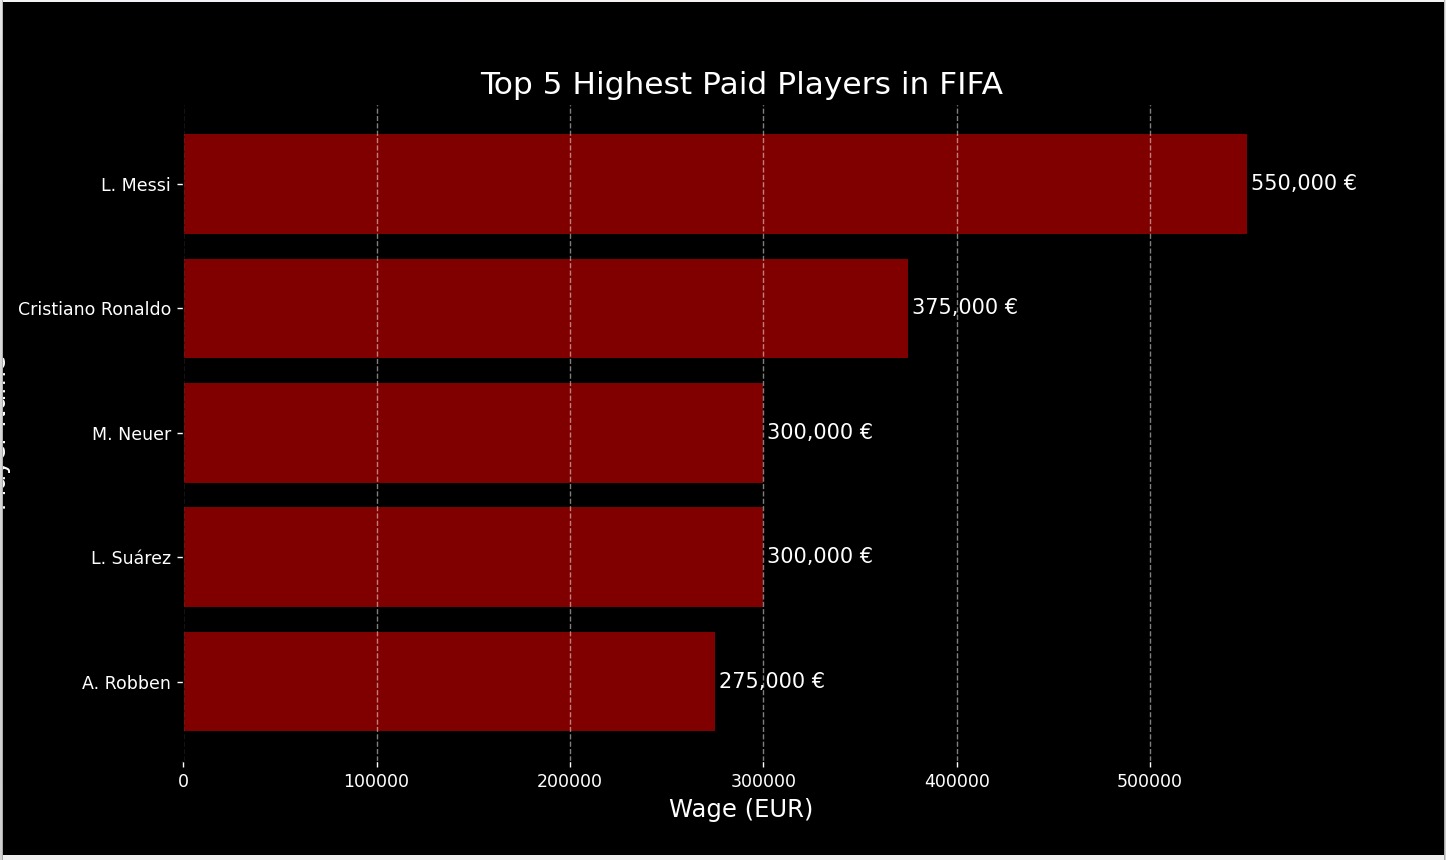 Top 5 Highest Paid Players in FIFA
L. Messi
550,000 €
Cristiano Ronaldo
375,000 €
M. Neuer
300,000 €
L. Suárez
300,000 €
A. Robben
275,000 €
0 100000 200000 300000 400000 500000
Wage (EUR)